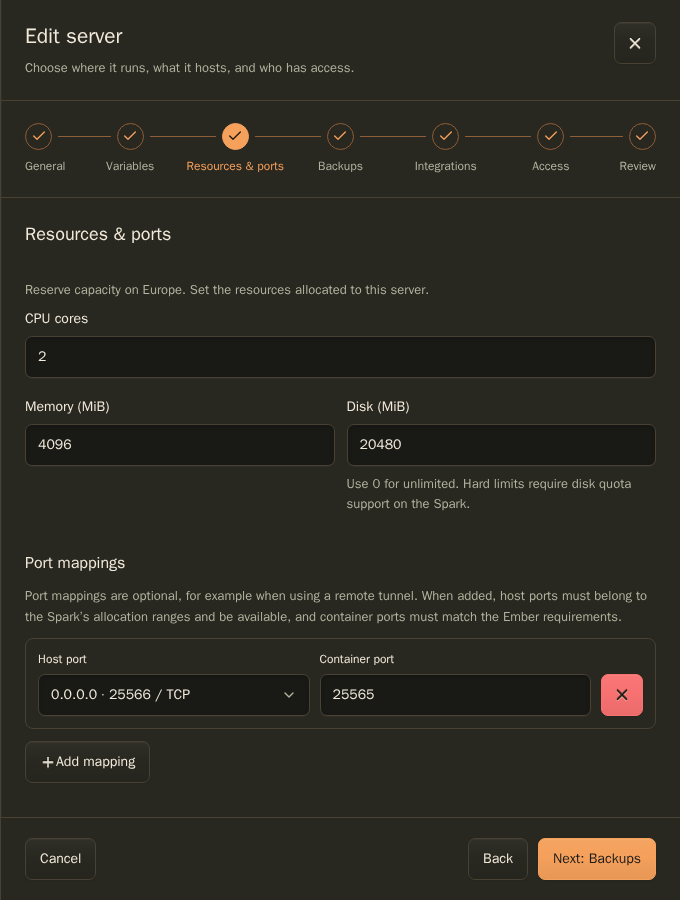 Edit server
Choose where it runs, what it hosts, and who has access.
General
Variables
Resources & ports
Backups
Integrations
Access
Review
Resources & ports
Reserve capacity on Europe. Set the resources allocated to this server.
CPU cores
2
Memory (MiB)
Disk (MiB)
4096
20480
Use 0 for unlimited. Hard limits require disk quota
support on the Spark.
Port mappings
Port mappings are optional, for example when using a remote tunnel. When added, host ports must belong to
the Spark's allocation ranges and be available, and container ports must match the Ember requirements.
Host port
Container port
0.0.0.0 · 25566 / TCP
25565
Add mapping
Cancel
Back
Next: Backups